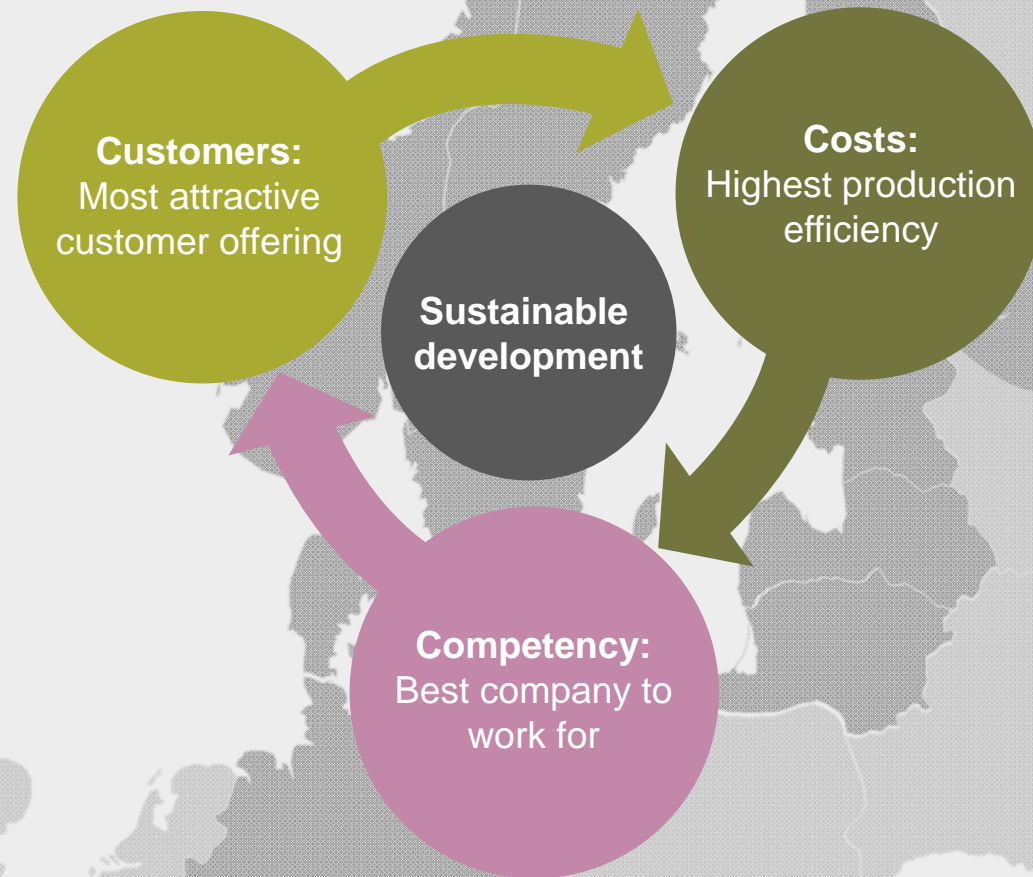 Customers:
Most attractive
customer offering
Costs:
Highest production
efficiency
Sustainable
development
Competency:
Best company to
work for